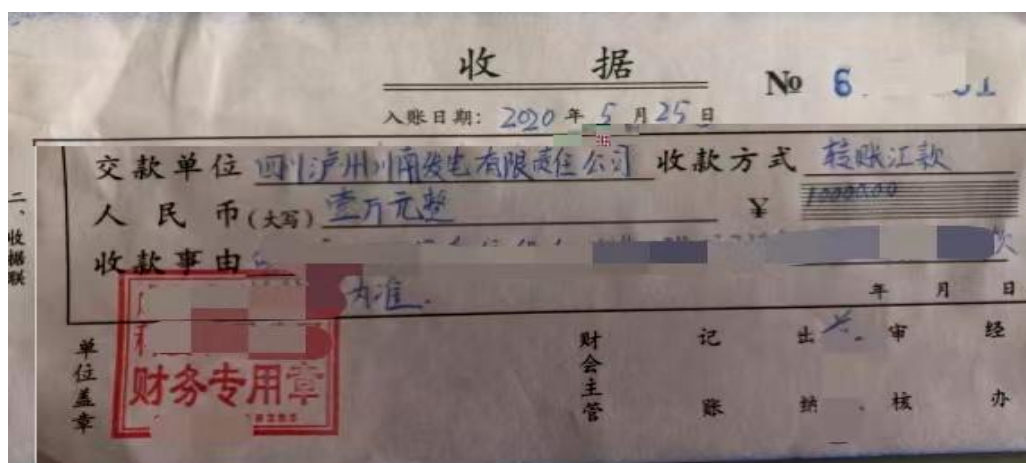 收 据
№ 6
入账日期: 2020 年 5 月 25 日
交款单位 四川泸州川南发电有限责任公司 收款方式 转账汇款
人民币(大写) 壹万元整 ¥ 10000.00
收款事由
内准.
年 月 日
二、收据联
单位盖章
财务专用章
财会主管 记账 出纳 审核 经办